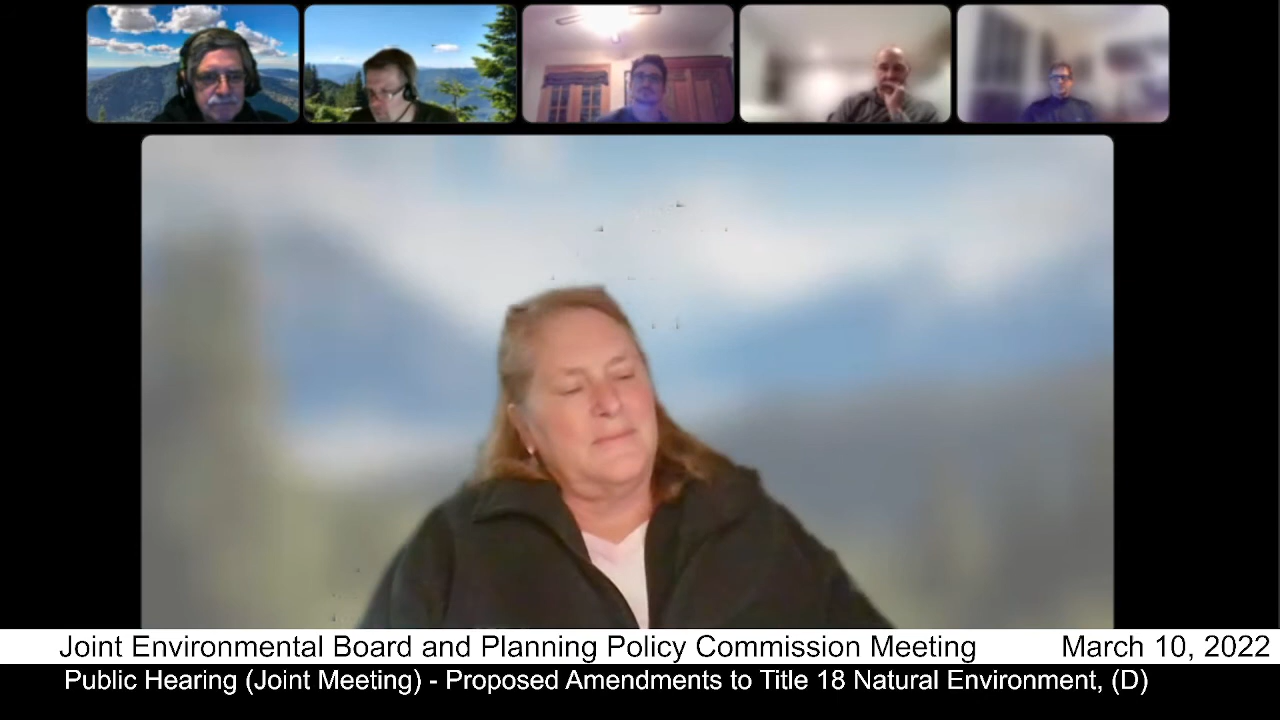 Joint Environmental Board and Planning Policy Commission Meeting March 10, 2022
Public Hearing (Joint Meeting) - Proposed Amendments to Title 18 Natural Environment, (D)